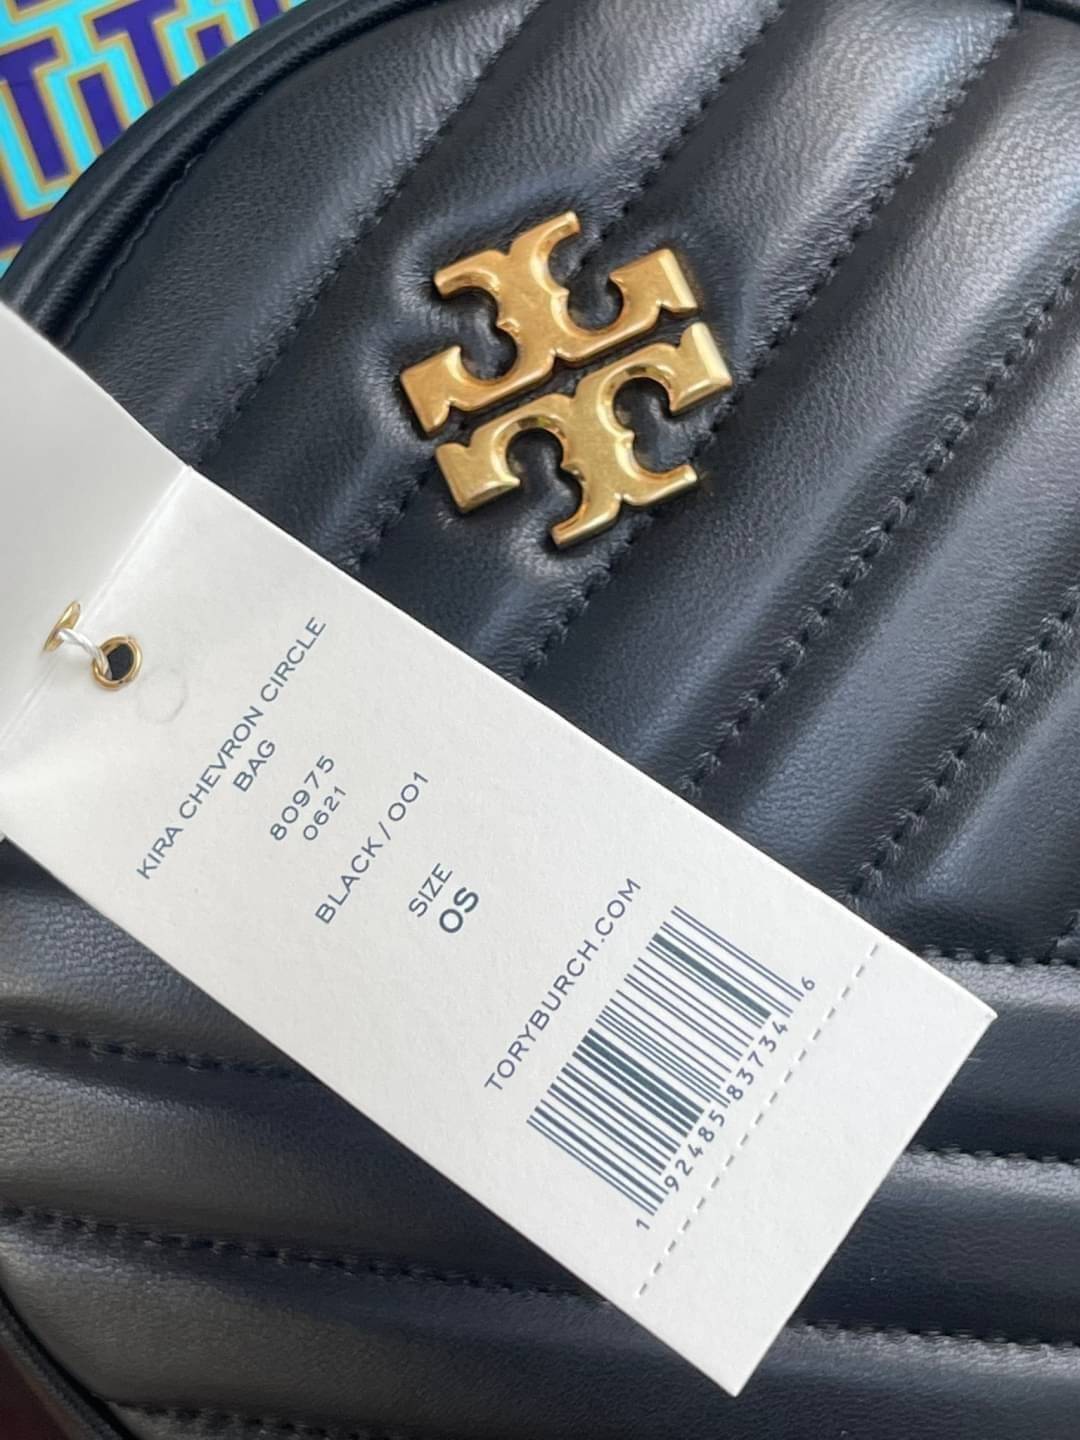 KIRA CHEVRON CIRCLE
BAG
80975
0621
BLACK / 001
SIZE
OS
TORYBURCH.COM
1 92485 83734 6